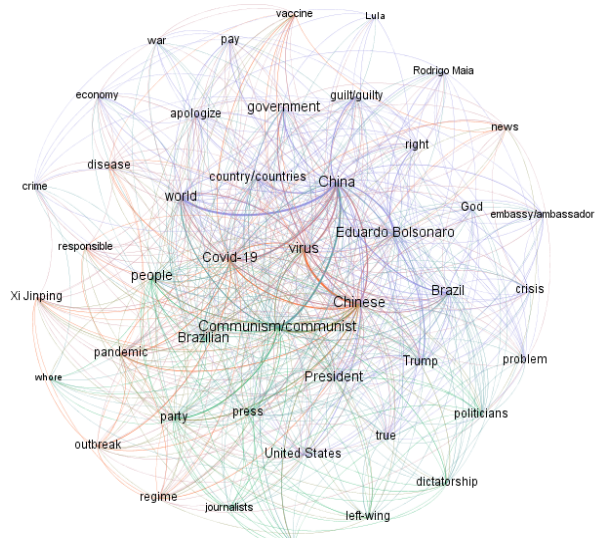 vaccine
Lula
war
pay
Rodrigo Maia
economy
guilt/guilty
government
apologize
news
right
disease
country/countries
China
crime
world
God
embassy/ambassador
Eduardo Bolsonaro
responsible
virus
Covid-19
people
Brazil
crisis
Xi Jinping
Chinese
Communism/communist
Brazilian
pandemic
Trump
problem
whore
President
party
press
politicians
true
outbreak
United States
dictatorship
regime
journalists
left-wing